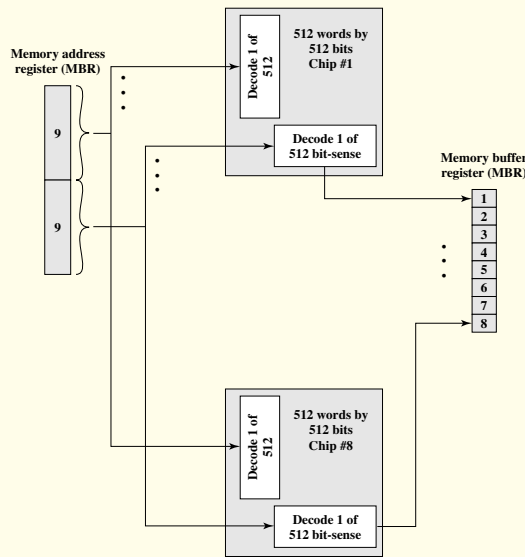 Memory address
register (MBR)
9
9
Decode 1 of
512
512 words by
512 bits
Chip #1
Decode 1 of
512 bit-sense
Memory buffer
register (MBR)
1
2
3
4
5
6
7
8
Decode 1 of
512
512 words by
512 bits
Chip #8
Decode 1 of
512 bit-sense